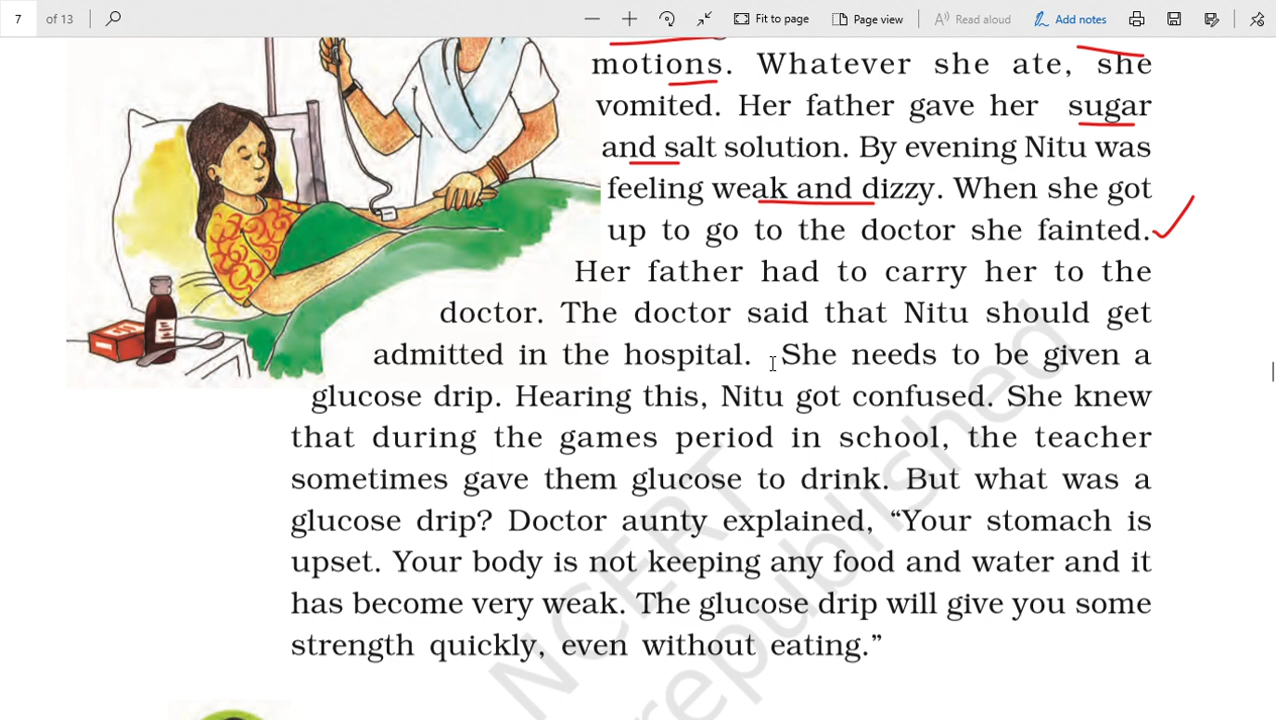 7 of 13 Fit to page Page view Read aloud Add notes
motions. Whatever she ate, she
vomited. Her father gave her sugar
and salt solution. By evening Nitu was
feeling weak and dizzy. When she got
up to go to the doctor she fainted.
Her father had to carry her to the
doctor. The doctor said that Nitu should get
admitted in the hospital. She needs to be given a
glucose drip. Hearing this, Nitu got confused. She knew
that during the games period in school, the teacher
sometimes gave them glucose to drink. But what was a
glucose drip? Doctor aunty explained, “Your stomach is
upset. Your body is not keeping any food and water and it
has become very weak. The glucose drip will give you some
strength quickly, even without eating.”
NCERT
republished